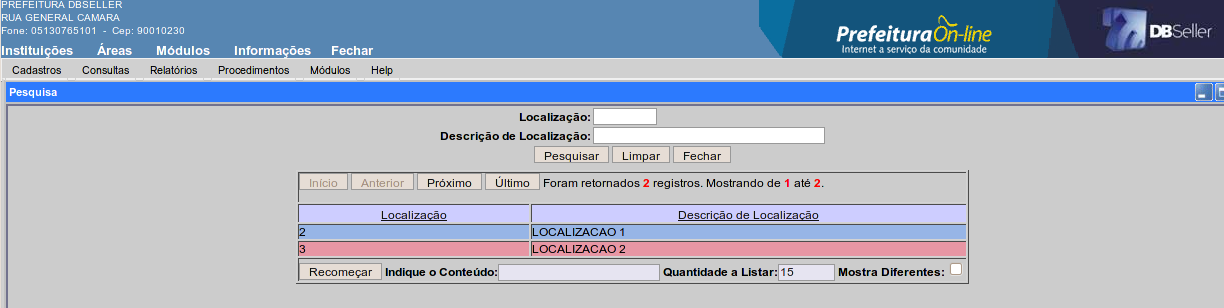 PREFEITURA DBSELLER
RUA GENERAL CAMARA
Fone: 05130765101 - Cep: 90010230
PrefeituraOn-line
Internet a serviço da comunidade
DBSeller
Instituições Áreas Módulos Informações Fechar
Cadastros Consultas Relatórios Procedimentos Módulos Help
Pesquisa
Localização:
Descrição de Localização:
Pesquisar Limpar Fechar
Início Anterior Próximo Último Foram retornados 2 registros. Mostrando de 1 até 2.
Localização Descrição de Localização
2 LOCALIZACAO 1
3 LOCALIZACAO 2
Recomeçar Indique o Conteúdo: Quantidade a Listar: 15 Mostra Diferentes: